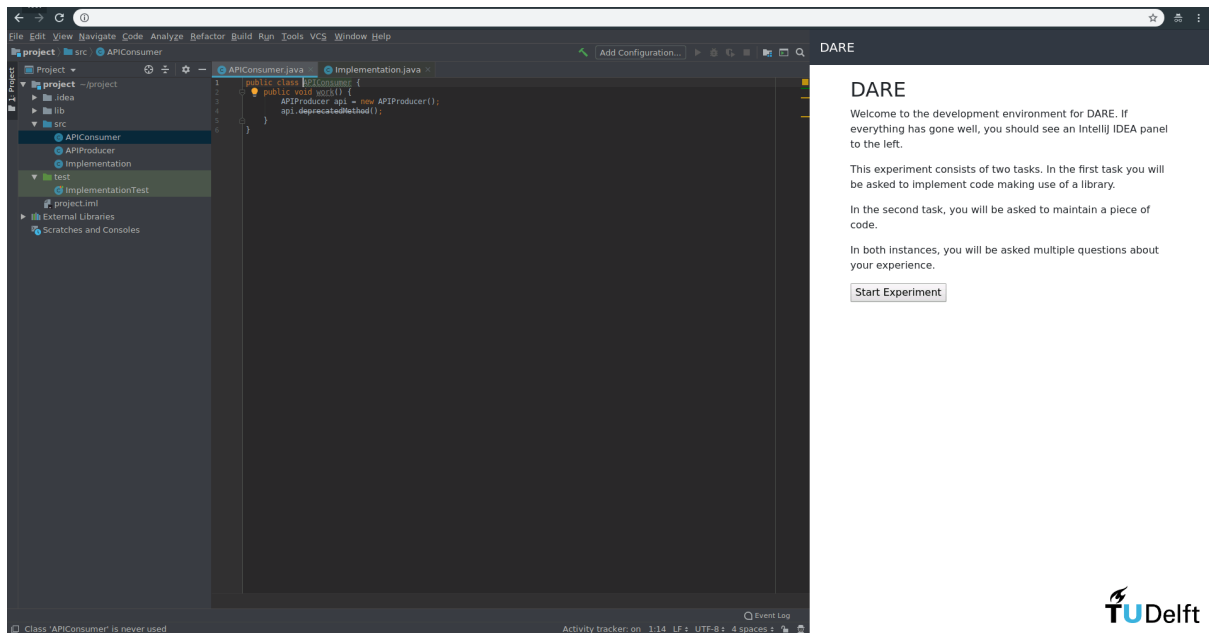 File Edit View Navigate Code Analyze Refactor Build Run Tools VCS Window Help
project src APIConsumer
Add Configuration...
1: Project
Project
project ~/project
.idea
lib
src
APIConsumer
APIProducer
Implementation
test
ImplementationTest
project.iml
External Libraries
Scratches and Consoles
APIConsumer.java
Implementation.java
1 public class APIConsumer {
2 public void work() {
3 APIProducer api = new APIProducer();
4 api.deprecatedMethod();
5 }
6 }
Event Log
Class 'APIConsumer' is never used
Activity tracker: on 1:14 LF UTF-8 4 spaces
DARE
DARE
Welcome to the development environment for DARE. If
everything has gone well, you should see an IntelliJ IDEA panel
to the left.
This experiment consists of two tasks. In the first task you will
be asked to implement code making use of a library.
In the second task, you will be asked to maintain a piece of
code.
In both instances, you will be asked multiple questions about
your experience.
Start Experiment
TUDelft